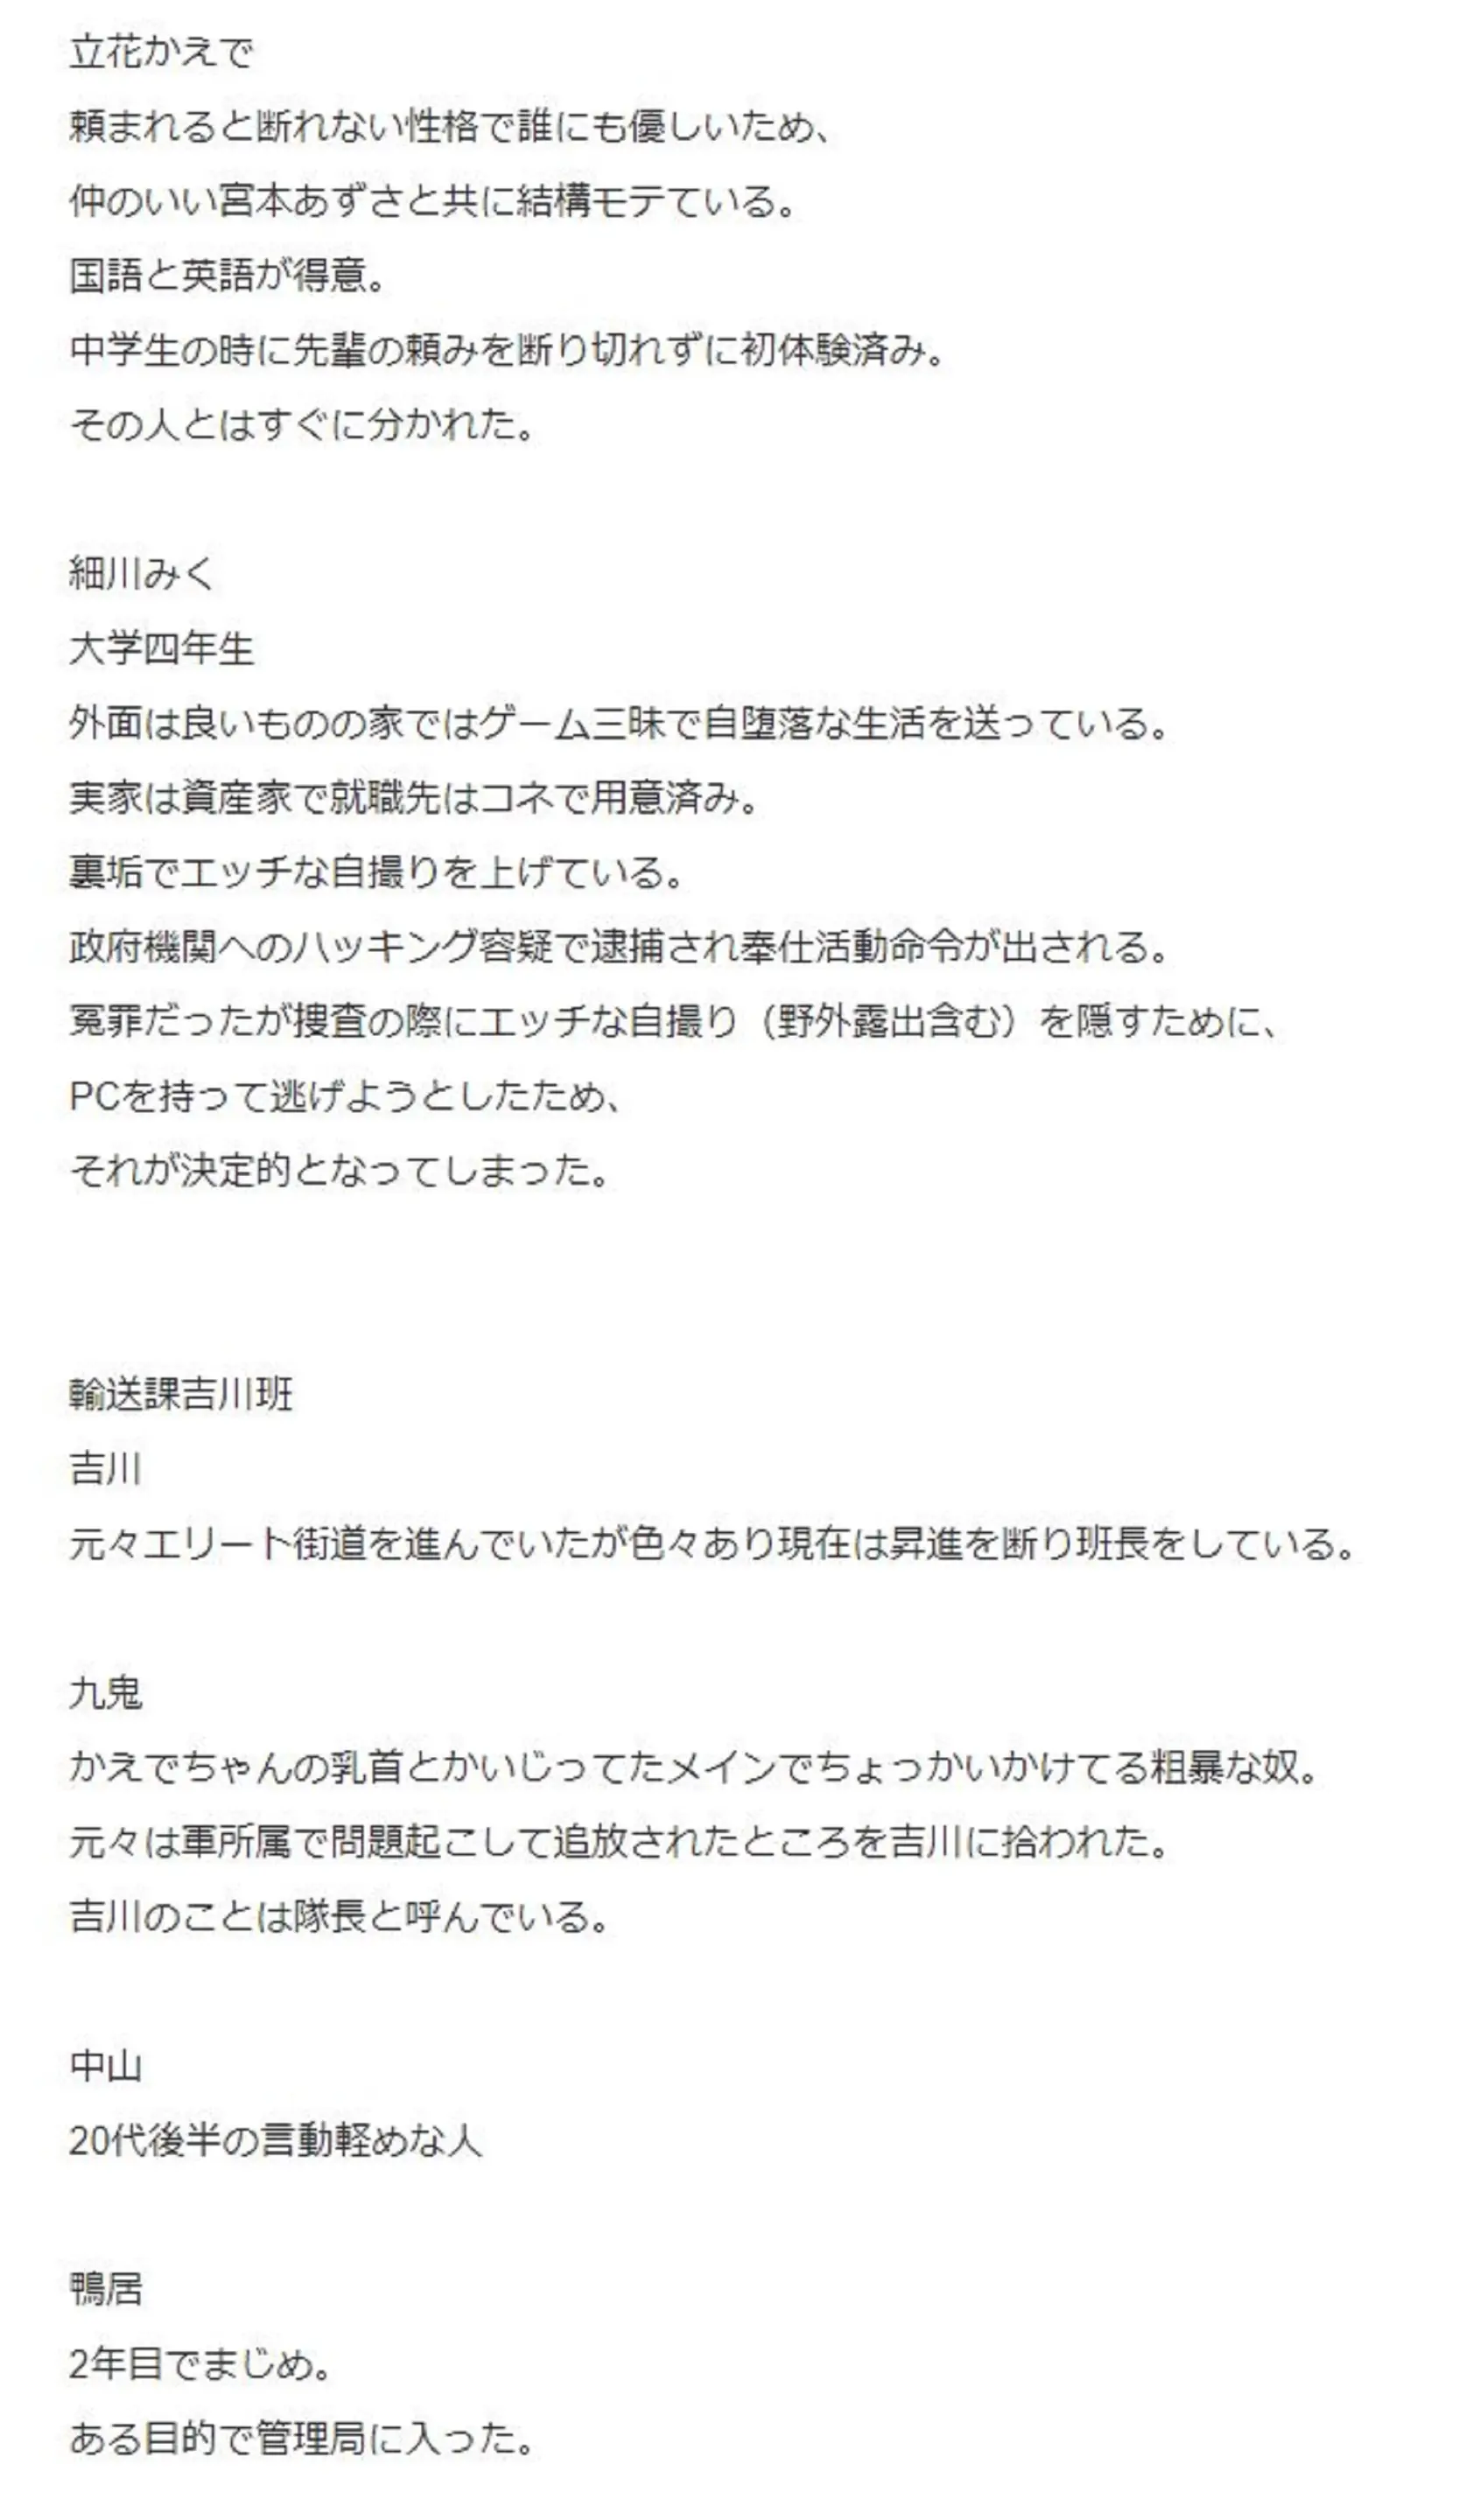 立花かえで
頼まれると断れない性格で誰にも優しいため、
仲のいい宮本あずさと共に結構モテている。
国語と英語が得意。
中学生の時に先輩の頼みを断り切れずに初体験済み。
その人とはすぐに分かれた。
細川みく
大学四年生
外面は良いものの家ではゲーム三昧で自堕落な生活を送っている。
実家は資産家で就職先はコネで用意済み。
裏垢でエッチな自撮りを上げている。
政府機関へのハッキング容疑で逮捕され奉仕活動命令が出される。
冤罪だったが捜査の際にエッチな自撮り（野外露出含む）を隠すために、
PCを持って逃げようとしたため、
それが決定的となってしまった。
輸送課吉川班
吉川
元々エリート街道を進んでいたが色々あり現在は昇進を断り班長をしている。
九鬼
かえでちゃんの乳首とかいじってたメインでちょっかいかけてる粗暴な奴。
元々は軍所属で問題起こして追放されたところを吉川に拾われた。
吉川のことは隊長と呼んでいる。
中山
20代後半の言動軽めな人
鴨居
2年目でまじめ。
ある目的で管理局に入った。